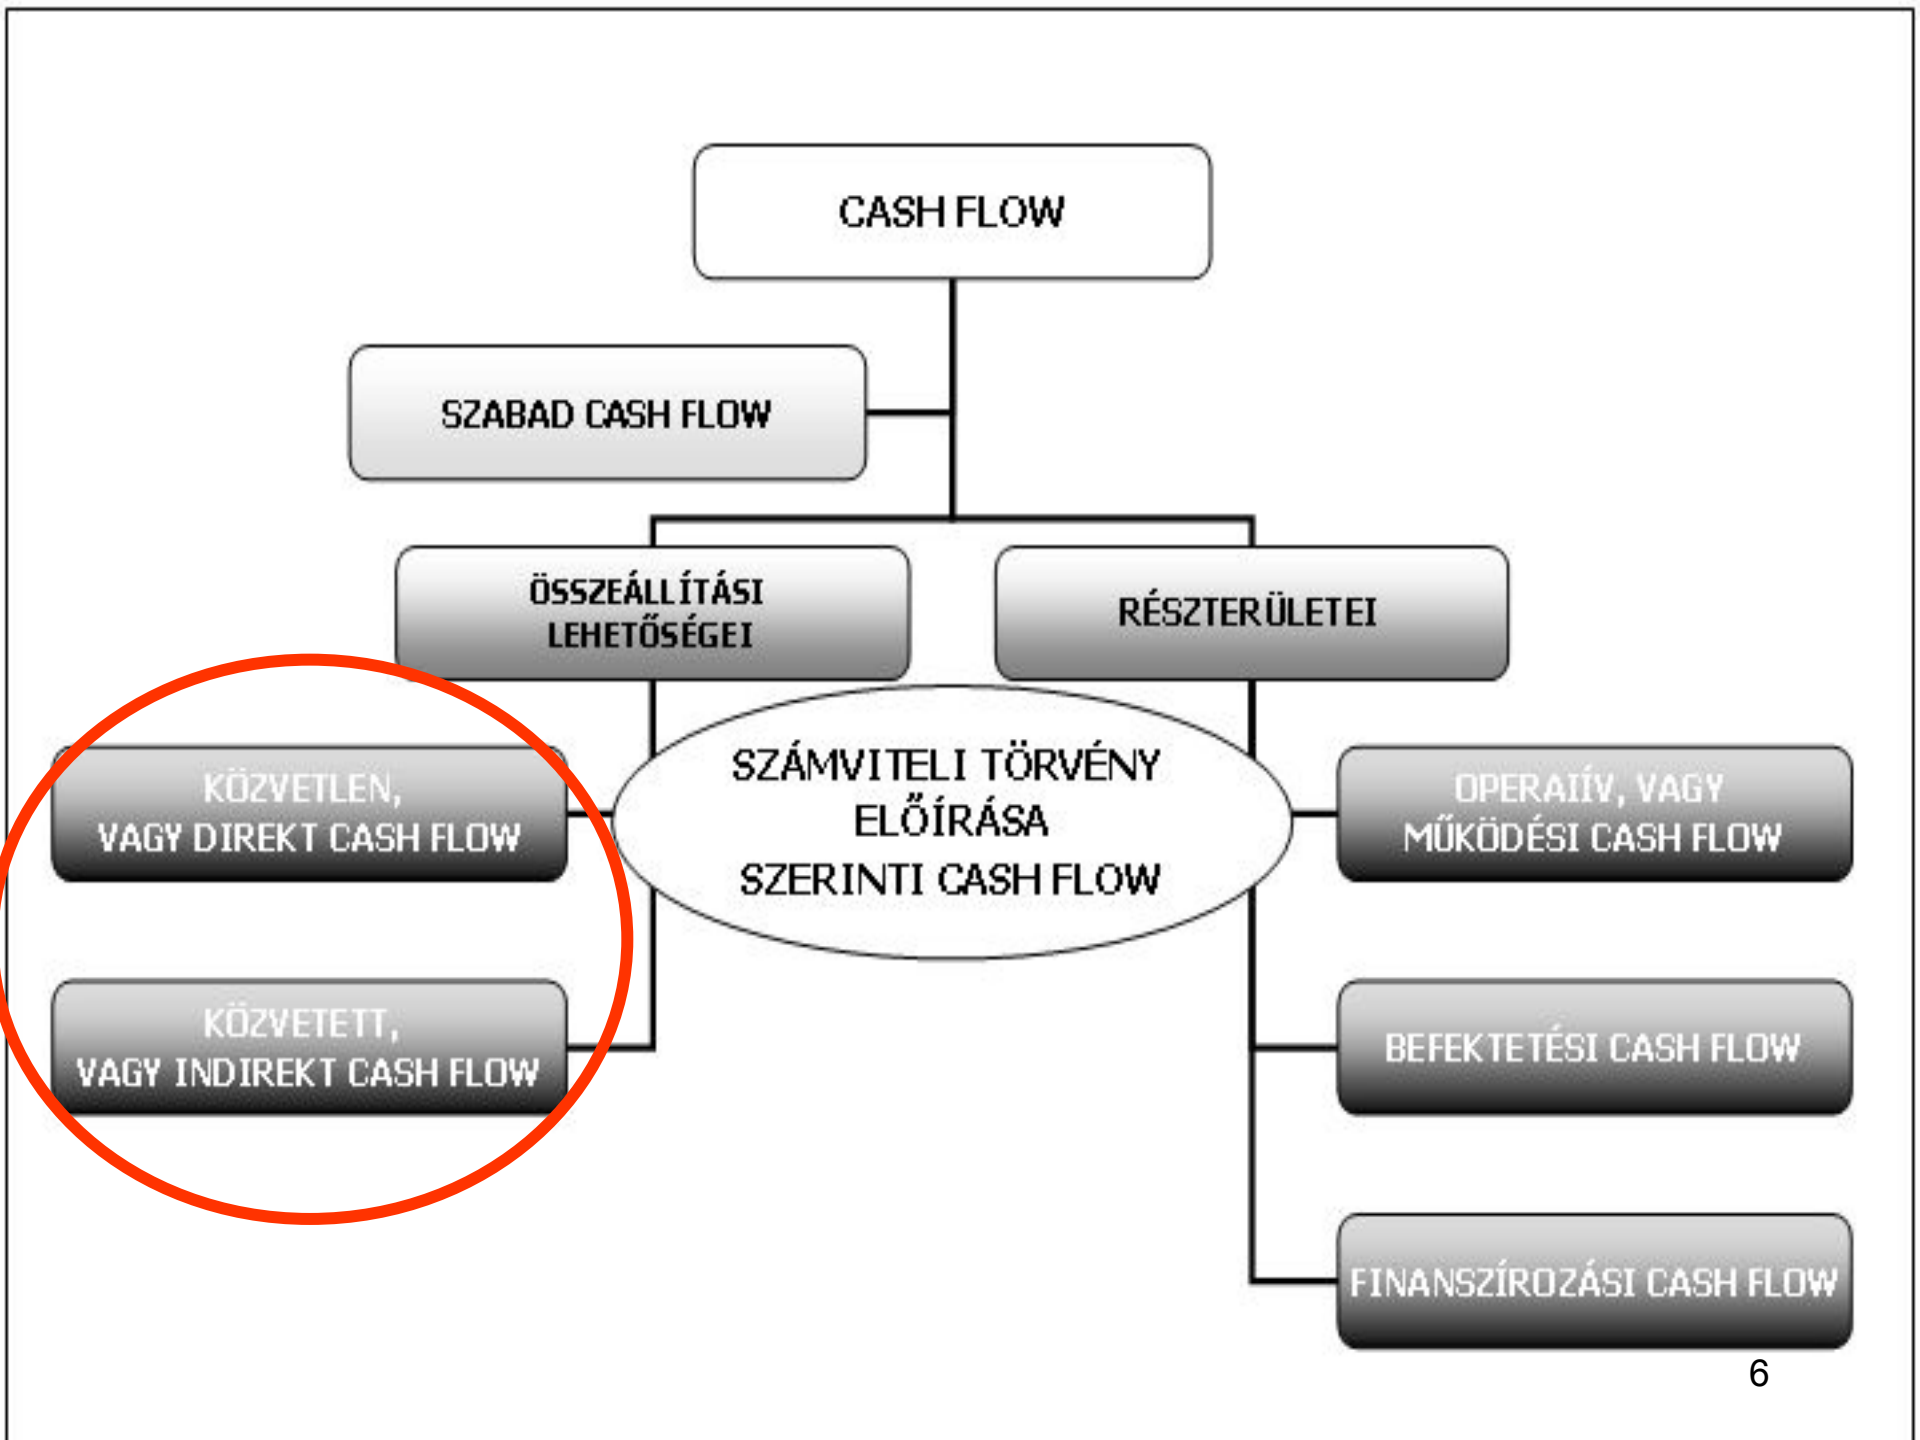 CASH FLOW
SZABAD CASH FLOW
ÖSSZEÁLLÍTÁSI
LEHETŐSÉGEI
RÉSZTERÜLETEI
KÖZVETLEN,
VAGY DIREKT CASH FLOW
SZÁMVITELI TÖRVÉNY
ELŐÍRÁSA
SZERINTI CASH FLOW
OPERAIÍV, VAGY
MŰKÖDÉSI CASH FLOW
KÖZVETETT,
VAGY INDIREKT CASH FLOW
BEFEKTETÉSI CASH FLOW
FINANSZÍROZÁSI CASH FLOW
6